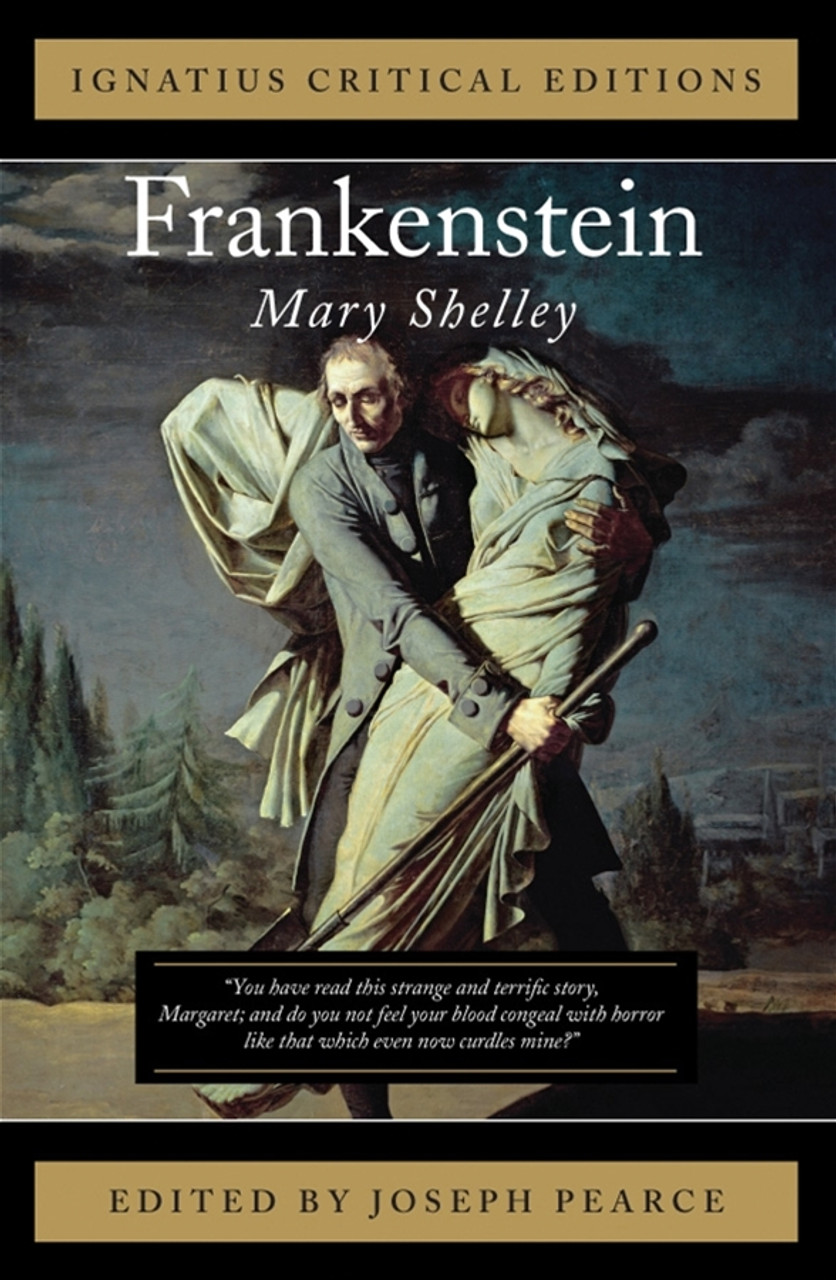 IGNATIUS CRITICAL EDITIONS
Frankenstein
Mary Shelley
“You have read this strange and terrific story,
Margaret; and do you not feel your blood congeal with horror
like that which even now curdles mine?”
EDITED BY JOSEPH PEARCE